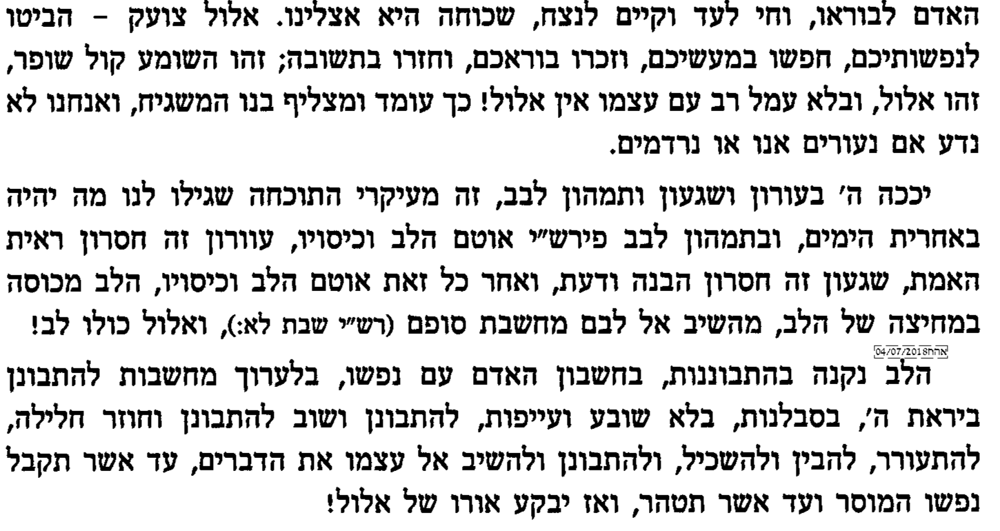 האדם לבוראו, וחי לעד וקיים לנצח, שכוחה היא אצלינו. אלול צועק – הביטו
לנפשותיכם, חפשו במעשיכם, וזכרו בוראכם, וחזרו בתשובה; זהו השומע קול שופר,
זהו אלול, ובלא עמל רב עם עצמו אין אלול! כך עומד ומצליף בנו המשגיח, ואנחנו לא
נדע אם נעורים אנו או נרדמים.
יככה ה׳ בעורון ושגעון ותמהון לבב, זה מעיקרי התוכחה שגילו לנו מה יהיה
באחרית הימים, ובתמהון לבב פירש״י אוטם הלב וכיסויו, עוורון זה חסרון ראית
האמת, שגעון זה חסרון הבנה ודעת, ואחר כל זאת אוטם הלב וכיסויו, הלב מכוסה
במחיצה של הלב, מהשיב אל לבם מחשבת סופם (רש״י שבת לא:), ואלול כולו לב!
אהח04/07/2018
הלב נקנה בהתבוננות, בחשבון האדם עם נפשו, בלערוך מחשבות להתבונן
ביראת ה׳, בסבלנות, בלא שובע ועייפות, להתבונן ושוב להתבונן וחוזר חלילה,
להתעורר, להבין ולהשכיל, ולהתבונן ולהשיב אל עצמו את הדברים, עד אשר תקבל
נפשו המוסר ועד אשר תטהר, ואז יבקע אורו של אלול!